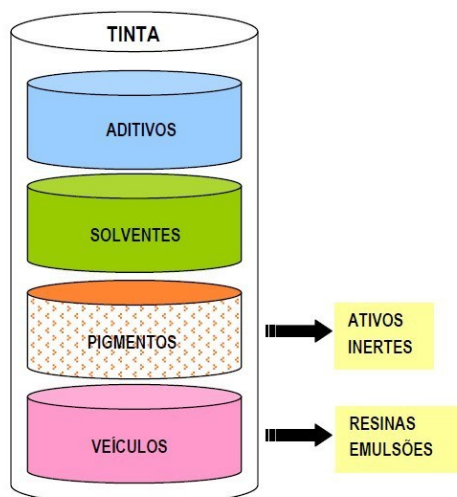 TINTA
ADITIVOS
SOLVENTES
PIGMENTOS
ATIVOS
INERTES
VEÍCULOS
RESINAS
EMULSÕES